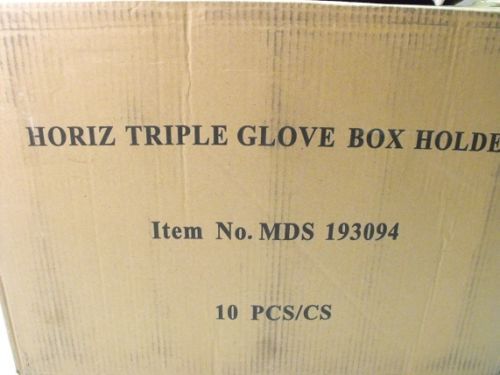 HORIZ TRIPLE GLOVE BOX HOLDE
Item No. MDS 193094
10 PCS/CS